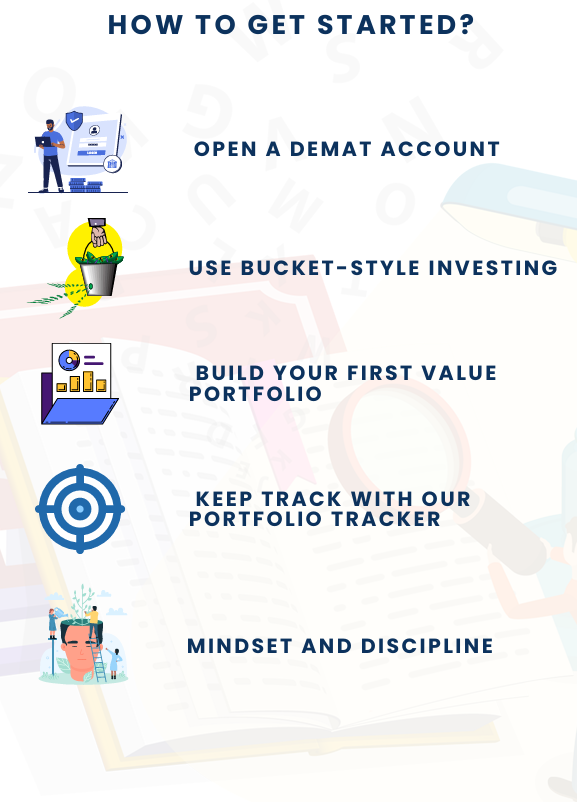 HOW TO GET STARTED?
OPEN A DEMAT ACCOUNT
USE BUCKET-STYLE INVESTING
BUILD YOUR FIRST VALUE
PORTFOLIO
KEEP TRACK WITH OUR
PORTFOLIO TRACKER
MINDSET AND DISCIPLINE